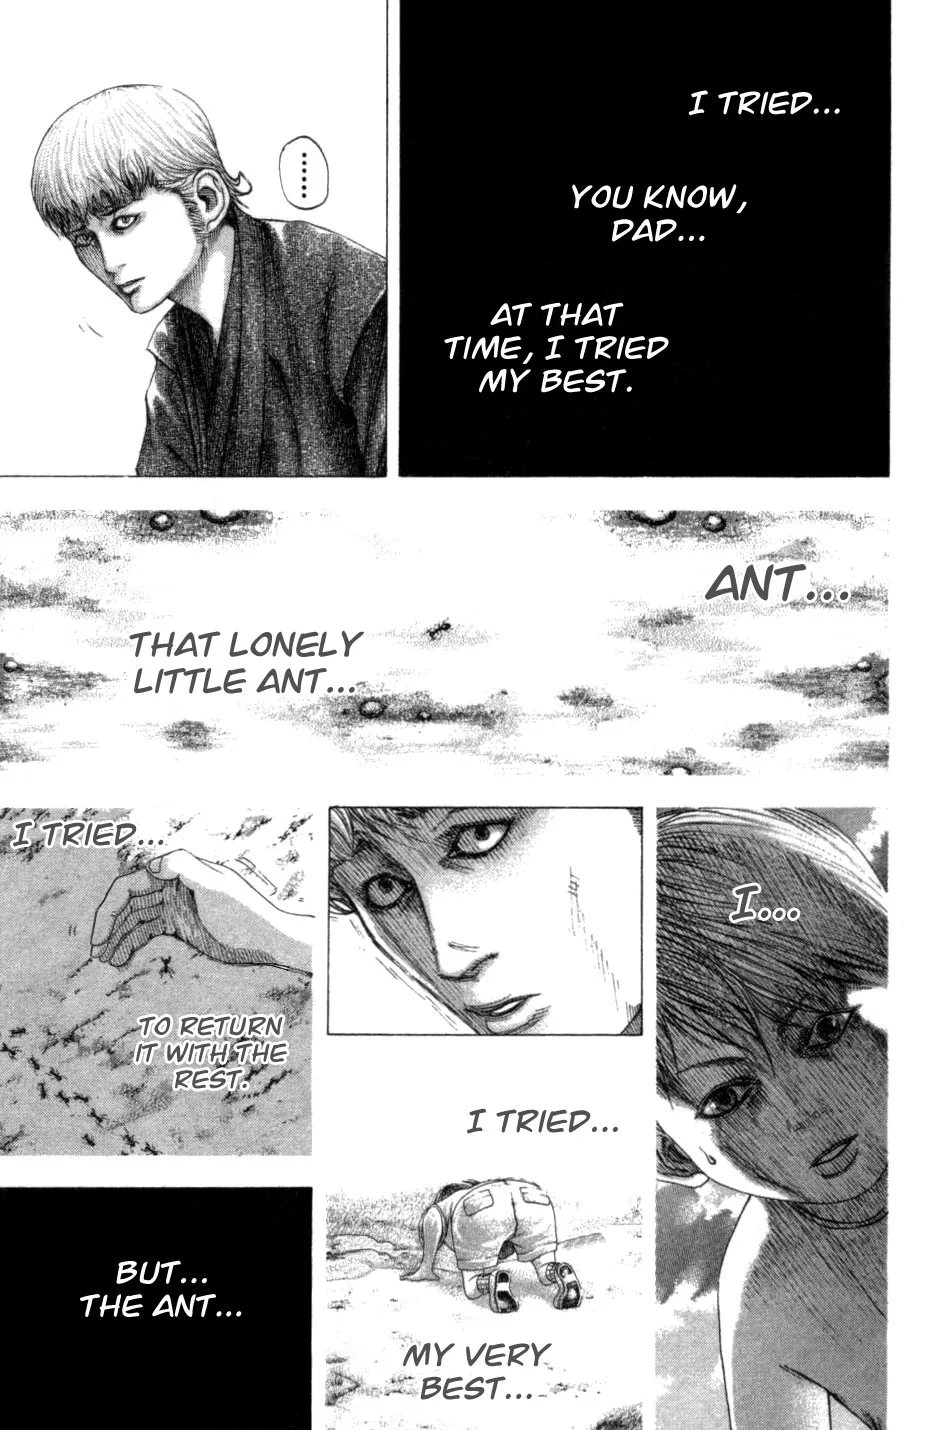 I TRIED...
YOU KNOW,
DAD...
AT THAT
TIME, I TRIED
MY BEST.
......
ANT...
THAT LONELY
LITTLE ANT...
I...
I TRIED...
TO RETURN
IT WITH THE
REST.
I TRIED...
MY VERY
BEST...
BUT...
THE ANT...